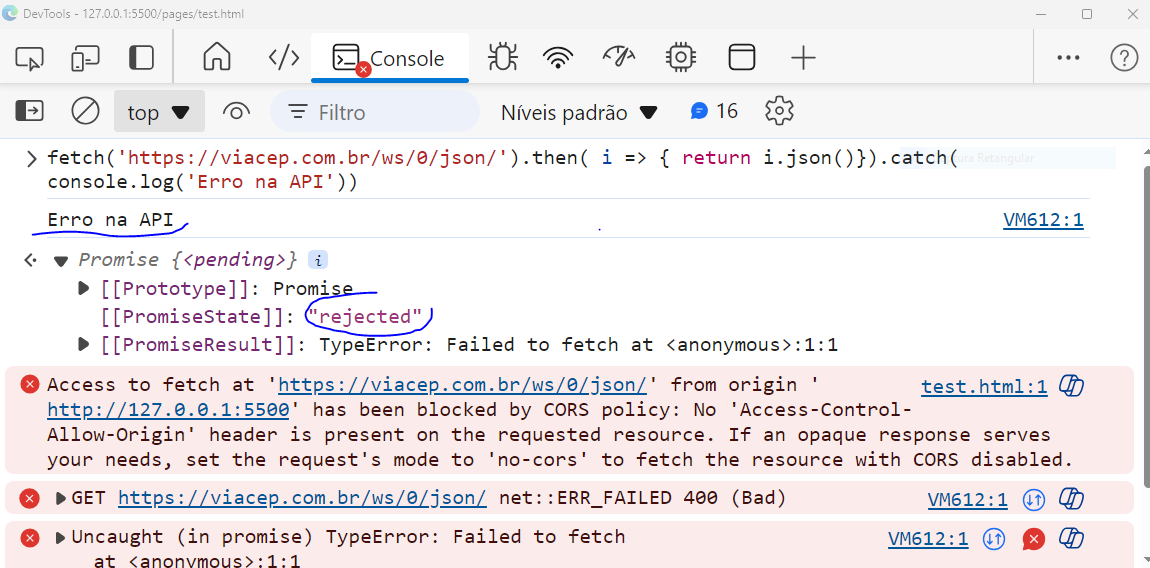 DevTools - 127.0.0.1:5500/pages/test.html
Console
top Filtro Níveis padrão 16
fetch('https://viacep.com.br/ws/0/json/').then( i => { return i.json()}).catch(
console.log('Erro na API'))
Erro na API VM612:1
Promise {<pending>} i
[[Prototype]]: Promise
[[PromiseState]]: "rejected"
[[PromiseResult]]: TypeError: Failed to fetch at <anonymous>:1:1
Access to fetch at 'https://viacep.com.br/ws/0/json/' from origin ' test.html:1
http://127.0.0.1:5500' has been blocked by CORS policy: No 'Access-Control-
Allow-Origin' header is present on the requested resource. If an opaque response serves
your needs, set the request's mode to 'no-cors' to fetch the resource with CORS disabled.
GET https://viacep.com.br/ws/0/json/ net::ERR_FAILED 400 (Bad) VM612:1
Uncaught (in promise) TypeError: Failed to fetch VM612:1
at <anonymous>:1:1